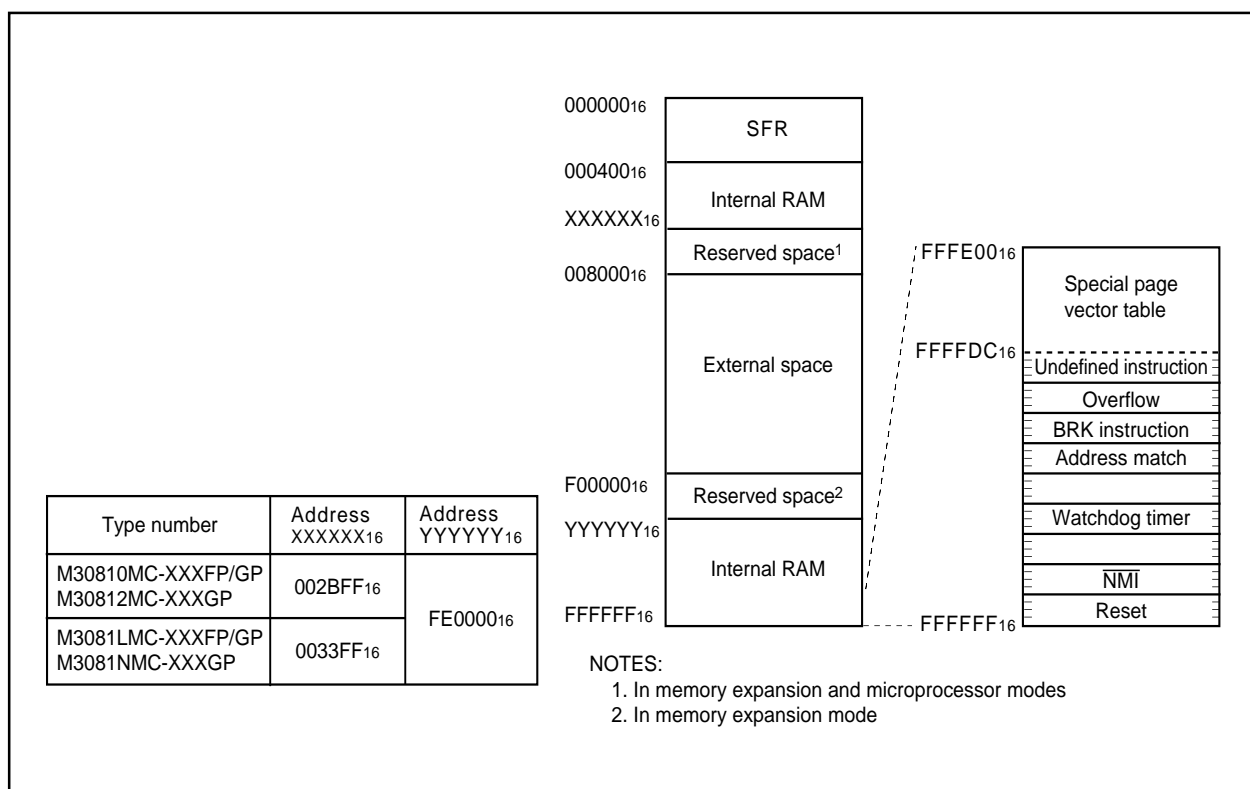 000000₁₆
SFR
000400₁₆
Internal RAM
XXXXXX₁₆
Reserved space¹
008000₁₆
External space
F00000₁₆
Reserved space²
YYYYYY₁₆
Internal RAM
FFFFFF₁₆
FFFE00₁₆
Special page
vector table
FFFFDC₁₆
Undefined instruction
Overflow
BRK instruction
Address match
Watchdog timer
NMI
Reset
FFFFFF₁₆
Type number
Address
XXXXXX₁₆
Address
YYYYYY₁₆
M30810MC-XXXFP/GP
M30812MC-XXXGP
002BFF₁₆
FE0000₁₆
M3081LMC-XXXFP/GP
M3081NMC-XXXGP
0033FF₁₆
NOTES:
1. In memory expansion and microprocessor modes
2. In memory expansion mode